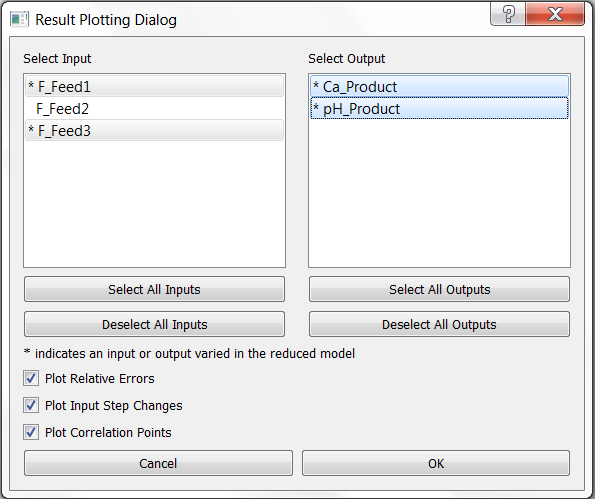 Result Plotting Dialog
Select Input
Select Output
* F_Feed1
F_Feed2
* F_Feed3
* Ca_Product
* pH_Product
Select All Inputs
Select All Outputs
Deselect All Inputs
Deselect All Outputs
* indicates an input or output varied in the reduced model
Plot Relative Errors
Plot Input Step Changes
Plot Correlation Points
Cancel
OK